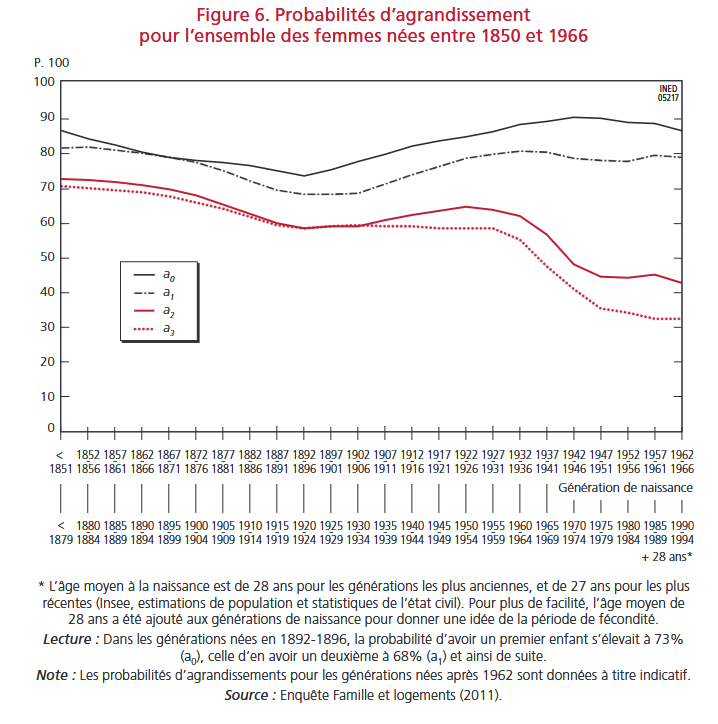 Figure 6. Probabilités d'agrandissement
pour l'ensemble des femmes nées entre 1850 et 1966
P. 100
INED
05217
100
90
80
70
60
50
40
30
20
10
0
a0
a1
a2
a3
< 1852 1857 1862 1867 1872 1877 1882 1887 1892 1897 1902 1907 1912 1917 1922 1927 1932 1937 1942 1947 1952 1957 1962
1851 1856 1861 1866 1871 1876 1881 1886 1891 1896 1901 1906 1911 1916 1921 1926 1931 1936 1941 1946 1951 1956 1961 1966
Génération de naissance
< 1880 1885 1890 1895 1900 1905 1910 1915 1920 1925 1930 1935 1940 1945 1950 1955 1960 1965 1970 1975 1980 1985 1990
1879 1884 1889 1894 1899 1904 1909 1914 1919 1924 1929 1934 1939 1944 1949 1954 1959 1964 1969 1974 1979 1984 1989 1994
+ 28 ans*
* L'âge moyen à la naissance est de 28 ans pour les générations les plus anciennes, et de 27 ans pour les plus
récentes (Insee, estimations de population et statistiques de l'état civil). Pour plus de facilité, l'âge moyen de
28 ans a été ajouté aux générations de naissance pour donner une idée de la période de fécondité.
Lecture : Dans les générations nées en 1892-1896, la probabilité d'avoir un premier enfant s'élevait à 73%
(a0), celle d'en avoir un deuxième à 68% (a1) et ainsi de suite.
Note : Les probabilités d'agrandissements pour les générations nées après 1962 sont données à titre indicatif.
Source : Enquête Famille et logements (2011).